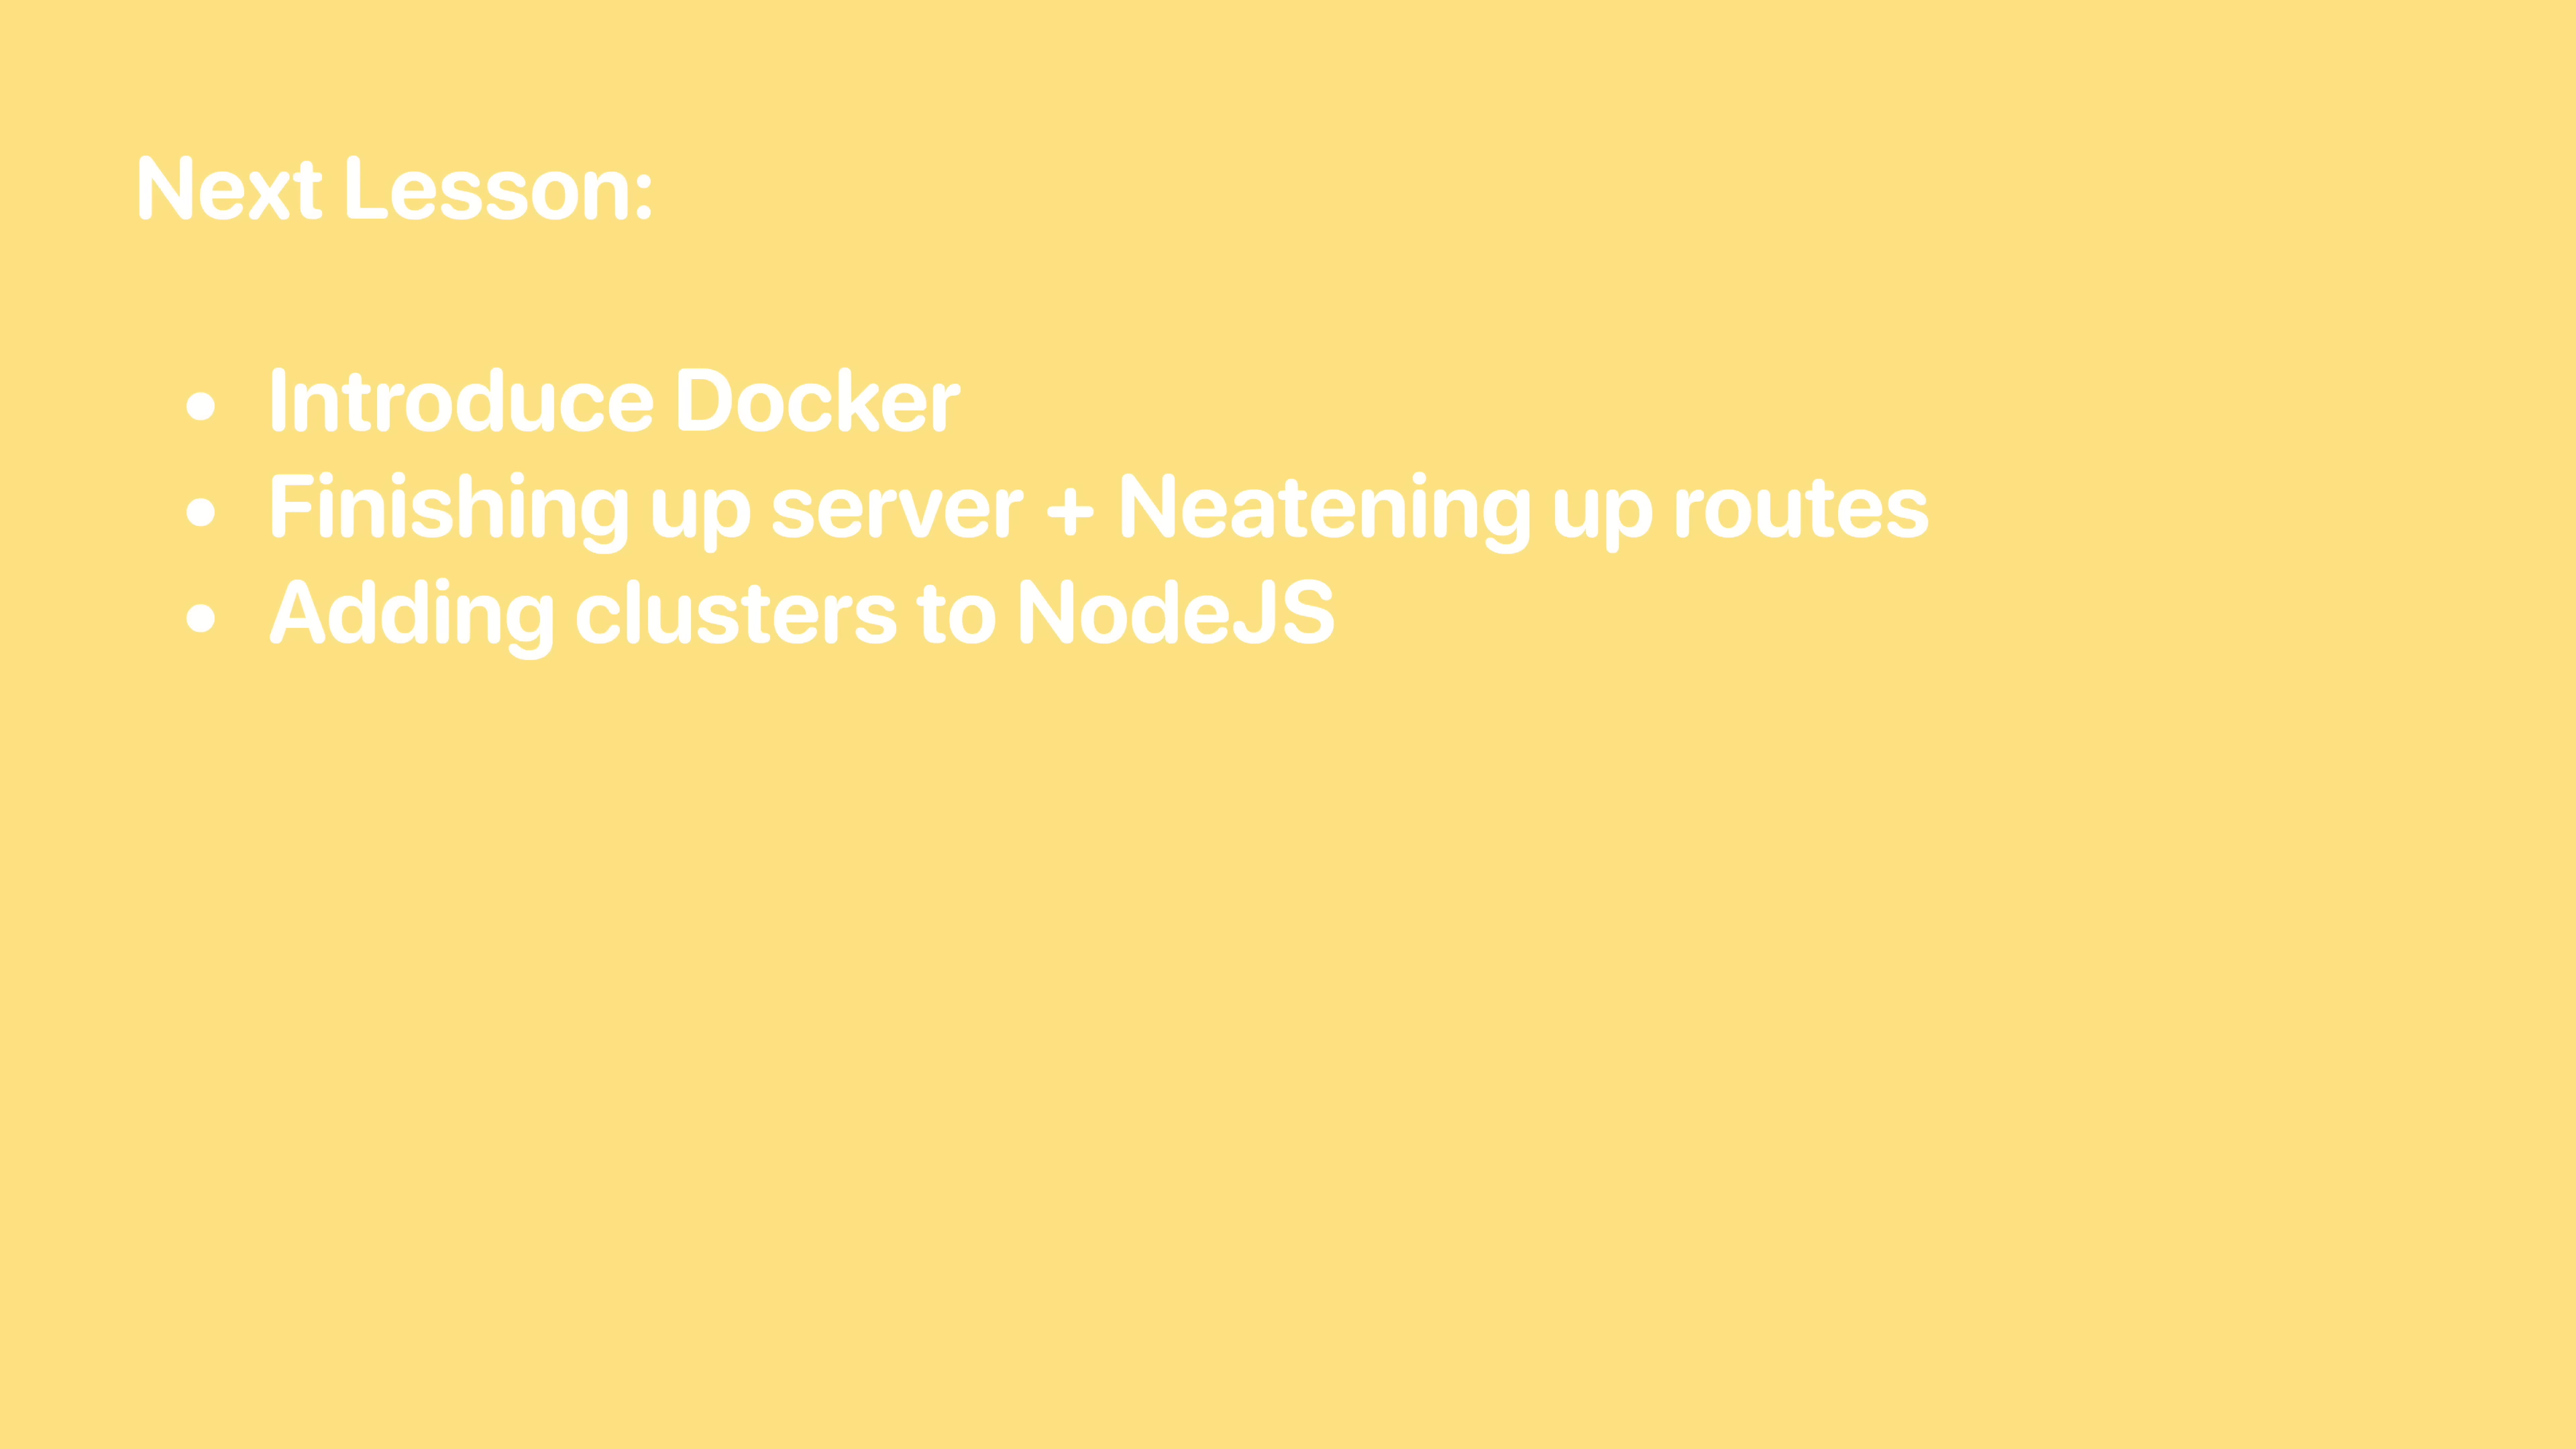 Next Lesson:
• Introduce Docker
• Finishing up server + Neatening up routes
• Adding clusters to NodeJS